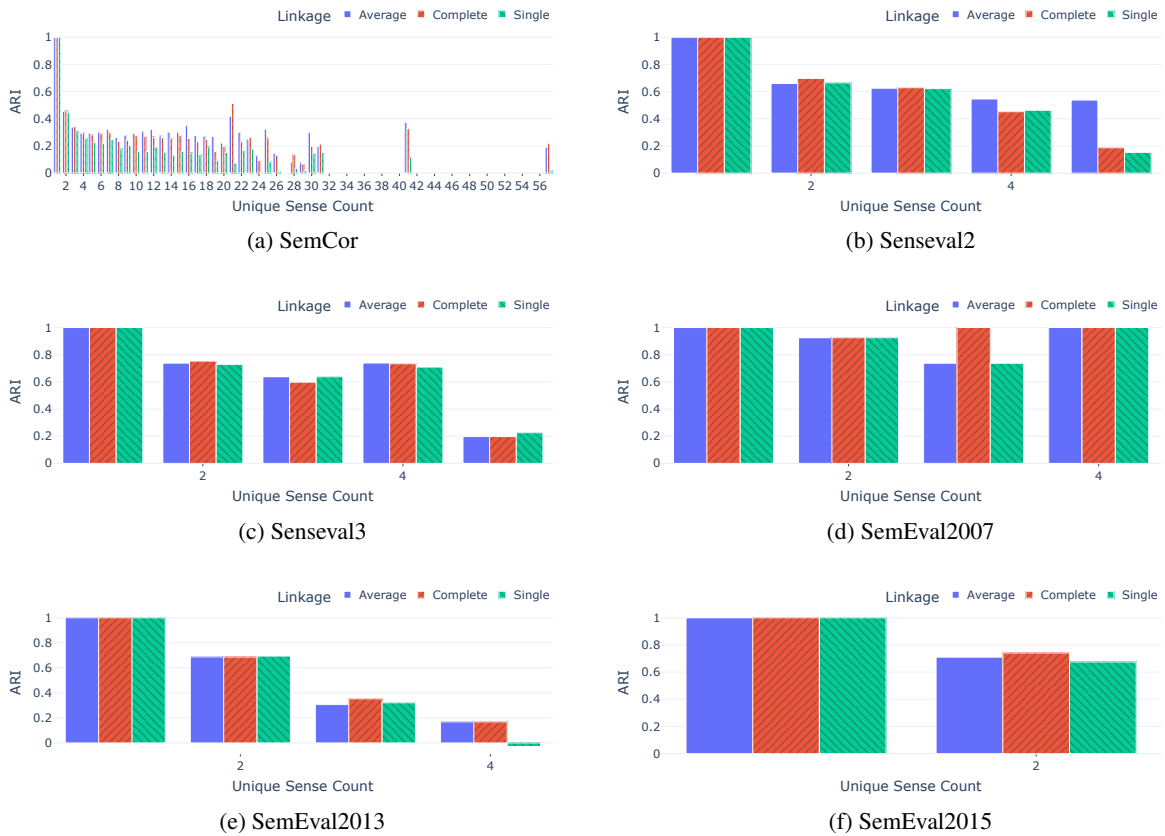 Linkage Average Complete Single
1
0.8
0.6
0.4
0.2
0
ARI
2 4 6 8 10 12 14 16 18 20 22 24 26 28 30 32 34 36 38 40 42 44 46 48 50 52 54 56
Unique Sense Count
(a) SemCor
Linkage Average Complete Single
1
0.8
0.6
0.4
0.2
0
ARI
2 4
Unique Sense Count
(b) Senseval2
Linkage Average Complete Single
1
0.8
0.6
0.4
0.2
0
ARI
2 4
Unique Sense Count
(c) Senseval3
Linkage Average Complete Single
1
0.8
0.6
0.4
0.2
0
ARI
2 4
Unique Sense Count
(d) SemEval2007
Linkage Average Complete Single
1
0.8
0.6
0.4
0.2
0
ARI
2 4
Unique Sense Count
(e) SemEval2013
Linkage Average Complete Single
1
0.8
0.6
0.4
0.2
0
ARI
2
Unique Sense Count
(f) SemEval2015